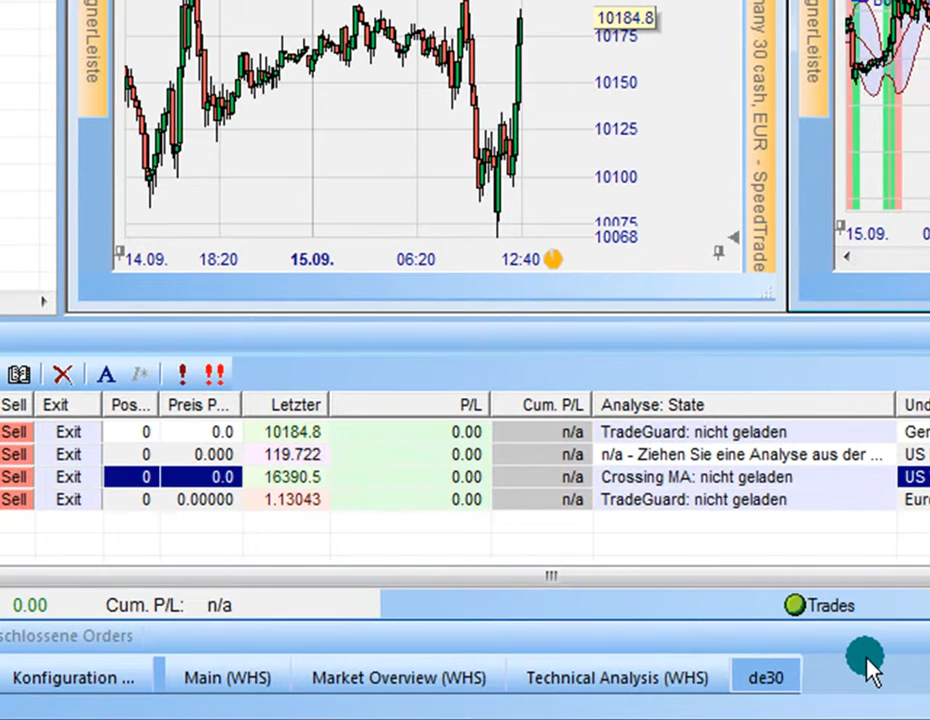 gnerLeiste
10184.8
10175
10150
10125
10100
10075
10068
14.09.
18:20
15.09.
06:20
12:40
many 30 cash, EUR - SpeedTrade
gnerLeiste
15.09.
Sell Exit Pos... Preis P... Letzter P/L Cum. P/L Analyse: State Und
Sell Exit 0 0.0 10184.8 0.00 n/a TradeGuard: nicht geladen Ger
Sell Exit 0 0.000 119.722 0.00 n/a n/a - Ziehen Sie eine Analyse aus der ... US
Sell Exit 0 0.0 16390.5 0.00 n/a Crossing MA: nicht geladen US
Sell Exit 0 0.00000 1.13043 0.00 n/a TradeGuard: nicht geladen Euro
0.00 Cum. P/L: n/a Trades
schlossene Orders
Konfiguration ... Main (WHS) Market Overview (WHS) Technical Analysis (WHS) de30